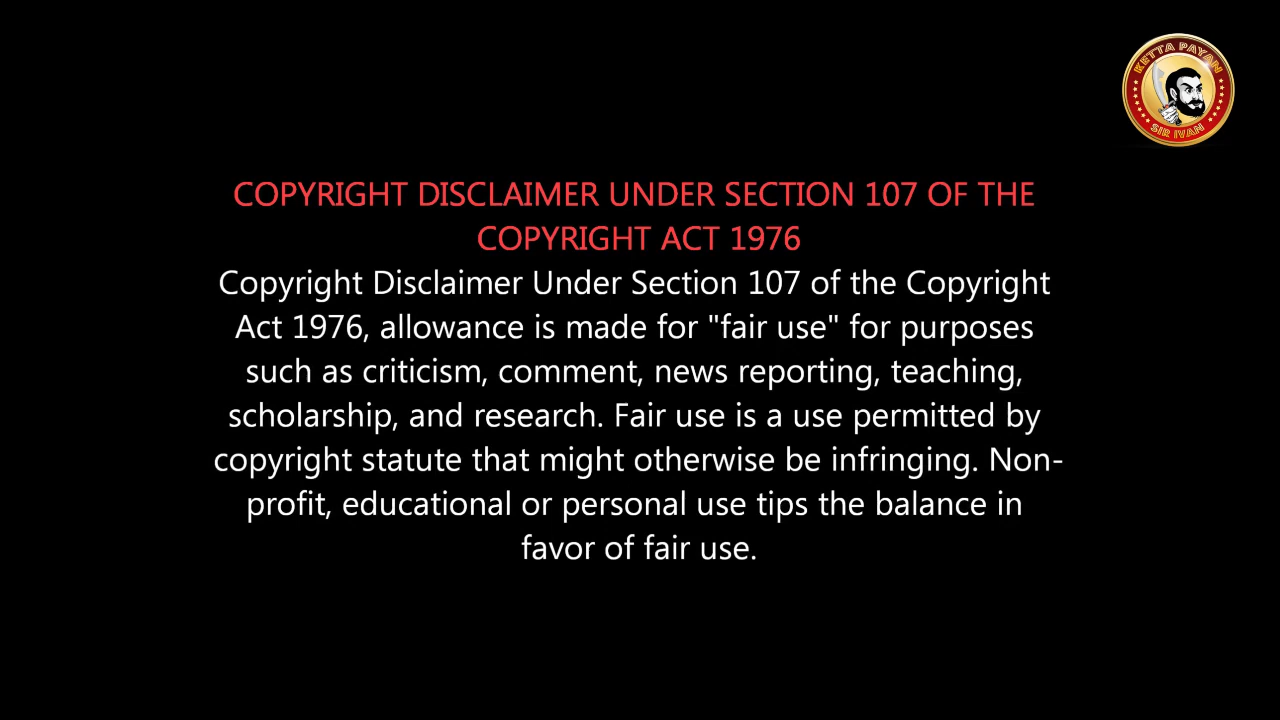 KETTA PAYAN
SIR IVAN
COPYRIGHT DISCLAIMER UNDER SECTION 107 OF THE
COPYRIGHT ACT 1976
Copyright Disclaimer Under Section 107 of the Copyright
Act 1976, allowance is made for "fair use" for purposes
such as criticism, comment, news reporting, teaching,
scholarship, and research. Fair use is a use permitted by
copyright statute that might otherwise be infringing. Non-
profit, educational or personal use tips the balance in
favor of fair use.